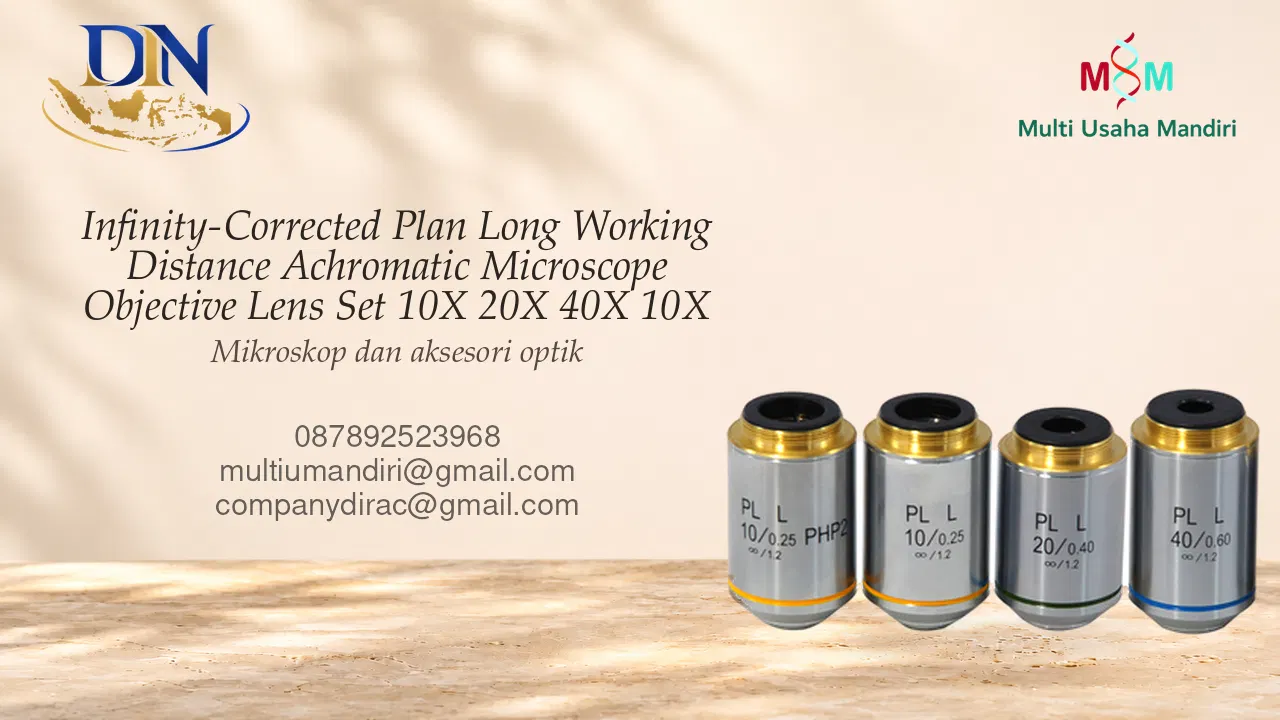 DIN
M M
Multi Usaha Mandiri
Infinity-Corrected Plan Long Working
Distance Achromatic Microscope
Objective Lens Set 10X 20X 40X 10X
Mikroskop dan aksesori optik
087892523968
multiumandiri@gmail.com
companydirac@gmail.com
PL L
10/0.25 PHP2
∞/1.2
PL L
10/0.25
∞/1.2
PL L
20/0.40
∞/1.2
PL L
40/0.60
∞/1.2